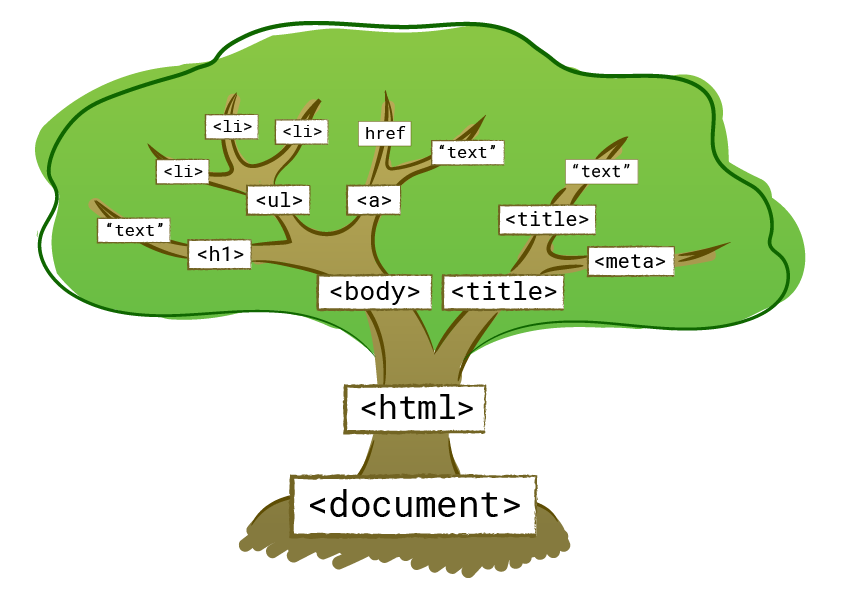 <li>
<li>
href
“text”
<li>
“text”
<ul>
<a>
<title>
“text”
<h1>
<meta>
<body>
<title>
<html>
<document>